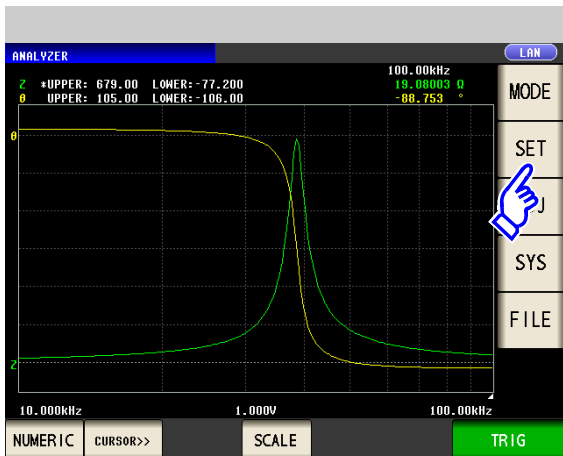 ANALYZER LAN
100.00kHz
Z *UPPER: 679.00 LOWER:-77.200 19.08003 Ω
θ UPPER: 105.00 LOWER:-106.00 -88.753 °
MODE
θ
SET
J
SYS
FILE
Z
10.000kHz 1.000V 100.00kHz
NUMERIC CURSOR>> SCALE TRIG